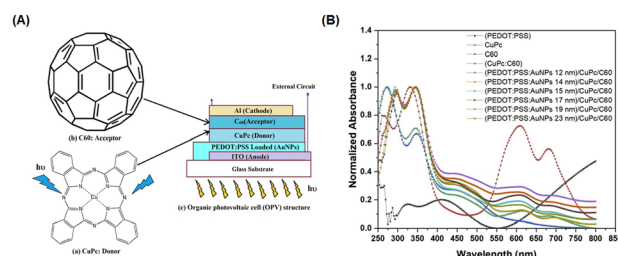 (A)
(B)
External Circuit
Al (Cathode)
C₆₀(Acceptor)
CuPc (Donor)
PEDOT:PSS Loaded (AuNPs)
ITO (Anode)
Glass Substrate
hυ
(c) Organic photovoltaic cell (OPV) structure
(b) C60: Acceptor
hυ
N
N
N
N
Cu
N
N
N
N
(a) CuPc: Donor
Normalized Absorbance
1.4
1.2
1.0
0.8
0.6
0.4
0.2
0.0
(PEDOT:PSS)
CuPc
C60
(CuPc:C60)
(PEDOT:PSS:AuNPs 12 nm)/CuPc/C60
(PEDOT:PSS:AuNPs 14 nm)/CuPc/C60
(PEDOT:PSS:AuNPs 15 nm)/CuPc/C60
(PEDOT:PSS:AuNPs 17 nm)/CuPc/C60
(PEDOT:PSS:AuNPs 19 nm)/CuPc/C60
(PEDOT:PSS:AuNPs 23 nm)/CuPc/C60
250 300 350 400 450 500 550 600 650 700 750 800 850
Wavelength (nm)